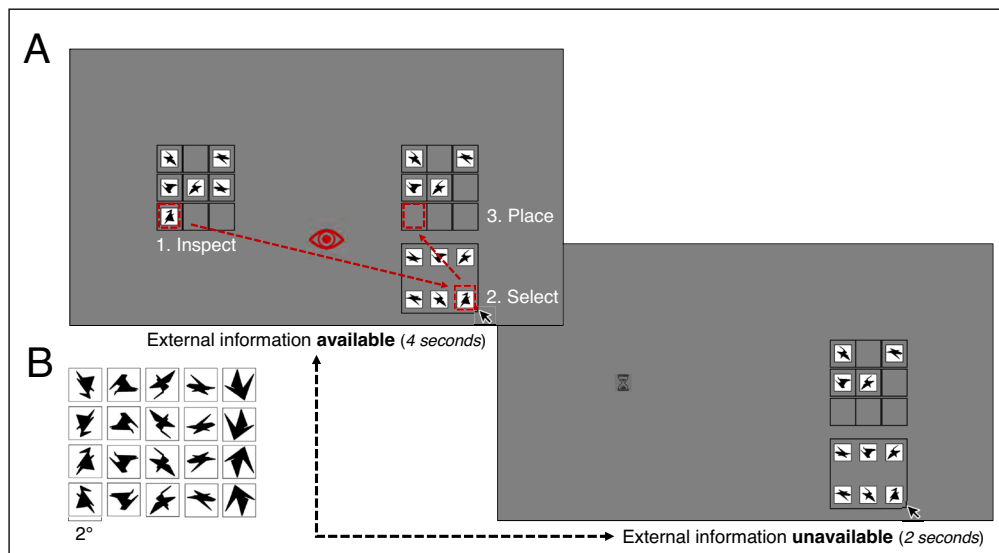 A
1. Inspect
3. Place
2. Select
External information available (4 seconds)
B
2°
External information unavailable (2 seconds)